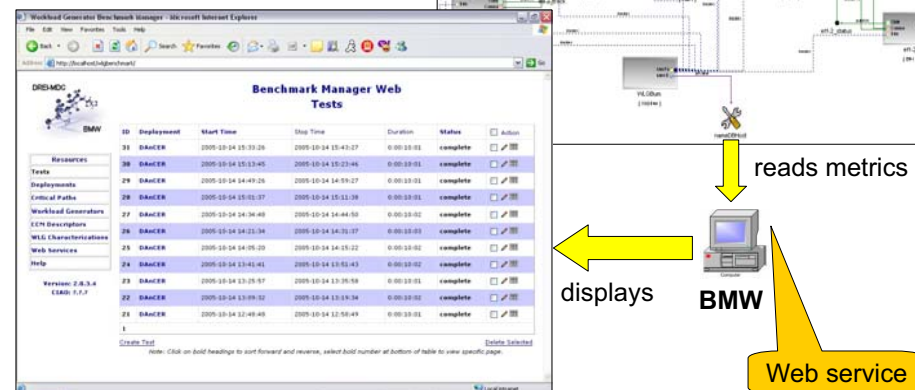 Workload Generator Benchmark Manager - Microsoft Internet Explorer
File Edit View Favorites Tools Help
Back Search Favorites
Address http://localhost/wlgbenchmark/ Go
DRE/MDC
BMW
Benchmark Manager Web
Tests
Resources
Tests
Deployments
Critical Paths
Workload Generators
CCM Descriptors
WLG Characterizations
Web Services
Help
Version: 2.0.3.4
CIAO: ?.?.?
ID Deployment Start Time Stop Time Duration Status Action
31 DAnCER 2005-10-14 15:33:26 2005-10-14 15:43:27 0:00:10:01 complete
30 DAnCER 2005-10-14 15:13:45 2005-10-14 15:23:46 0:00:10:01 complete
29 DAnCER 2005-10-14 14:49:26 2005-10-14 14:59:27 0:00:10:01 complete
28 DAnCER 2005-10-14 15:01:37 2005-10-14 15:11:38 0:00:10:01 complete
27 DAnCER 2005-10-14 14:34:48 2005-10-14 14:44:50 0:00:10:02 complete
26 DAnCER 2005-10-14 14:21:34 2005-10-14 14:31:37 0:00:10:03 complete
25 DAnCER 2005-10-14 14:05:20 2005-10-14 14:15:22 0:00:10:02 complete
24 DAnCER 2005-10-14 13:41:41 2005-10-14 13:51:43 0:00:10:02 complete
23 DAnCER 2005-10-14 13:25:57 2005-10-14 13:35:58 0:00:10:01 complete
22 DAnCER 2005-10-14 13:09:32 2005-10-14 13:19:34 0:00:10:02 complete
21 DAnCER 2005-10-14 12:40:48 2005-10-14 12:50:49 0:00:10:01 complete
1
Create Test Delete Selected
Note: Click on bold headings to sort forward and reverse, select bold number at bottom of table to view specific page.
Local intranet
reads metrics
Computer
displays
BMW
Web service